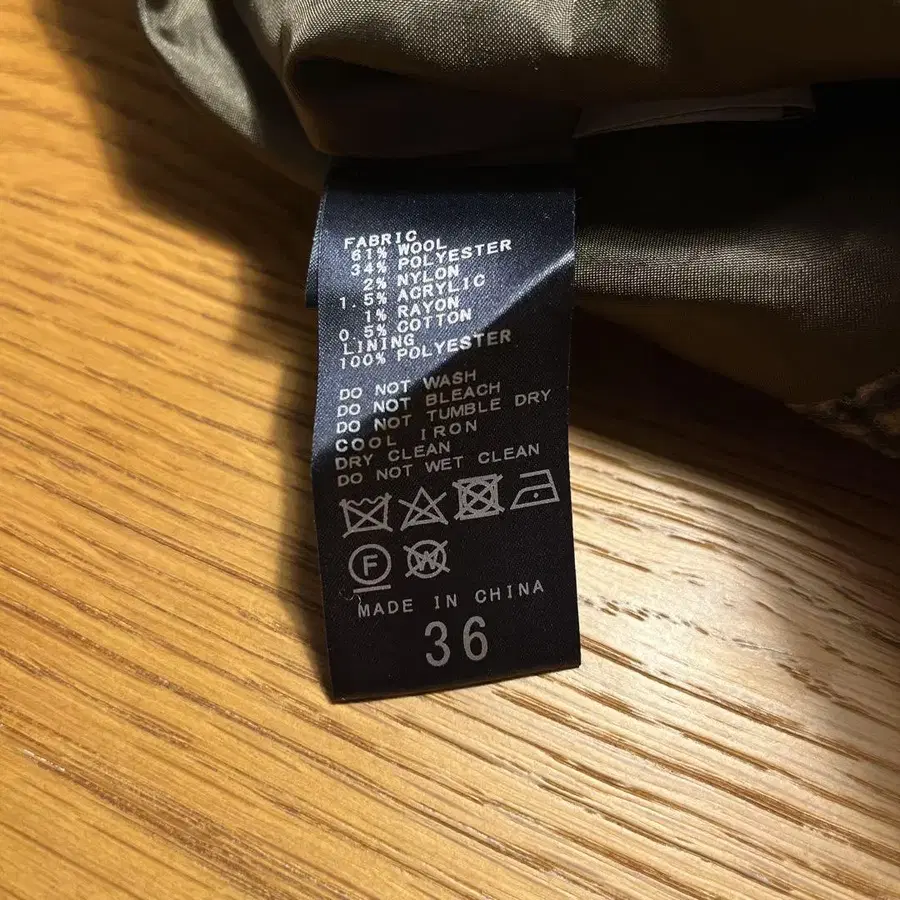 FABRIC
61% WOOL
34% POLYESTER
2% NYLON
1.5% ACRYLIC
1% RAYON
0.5% COTTON
LINING
100% POLYESTER
DO NOT WASH
DO NOT BLEACH
DO NOT TUMBLE DRY
COOL IRON
DRY CLEAN
DO NOT WET CLEAN
F W
MADE IN CHINA
36